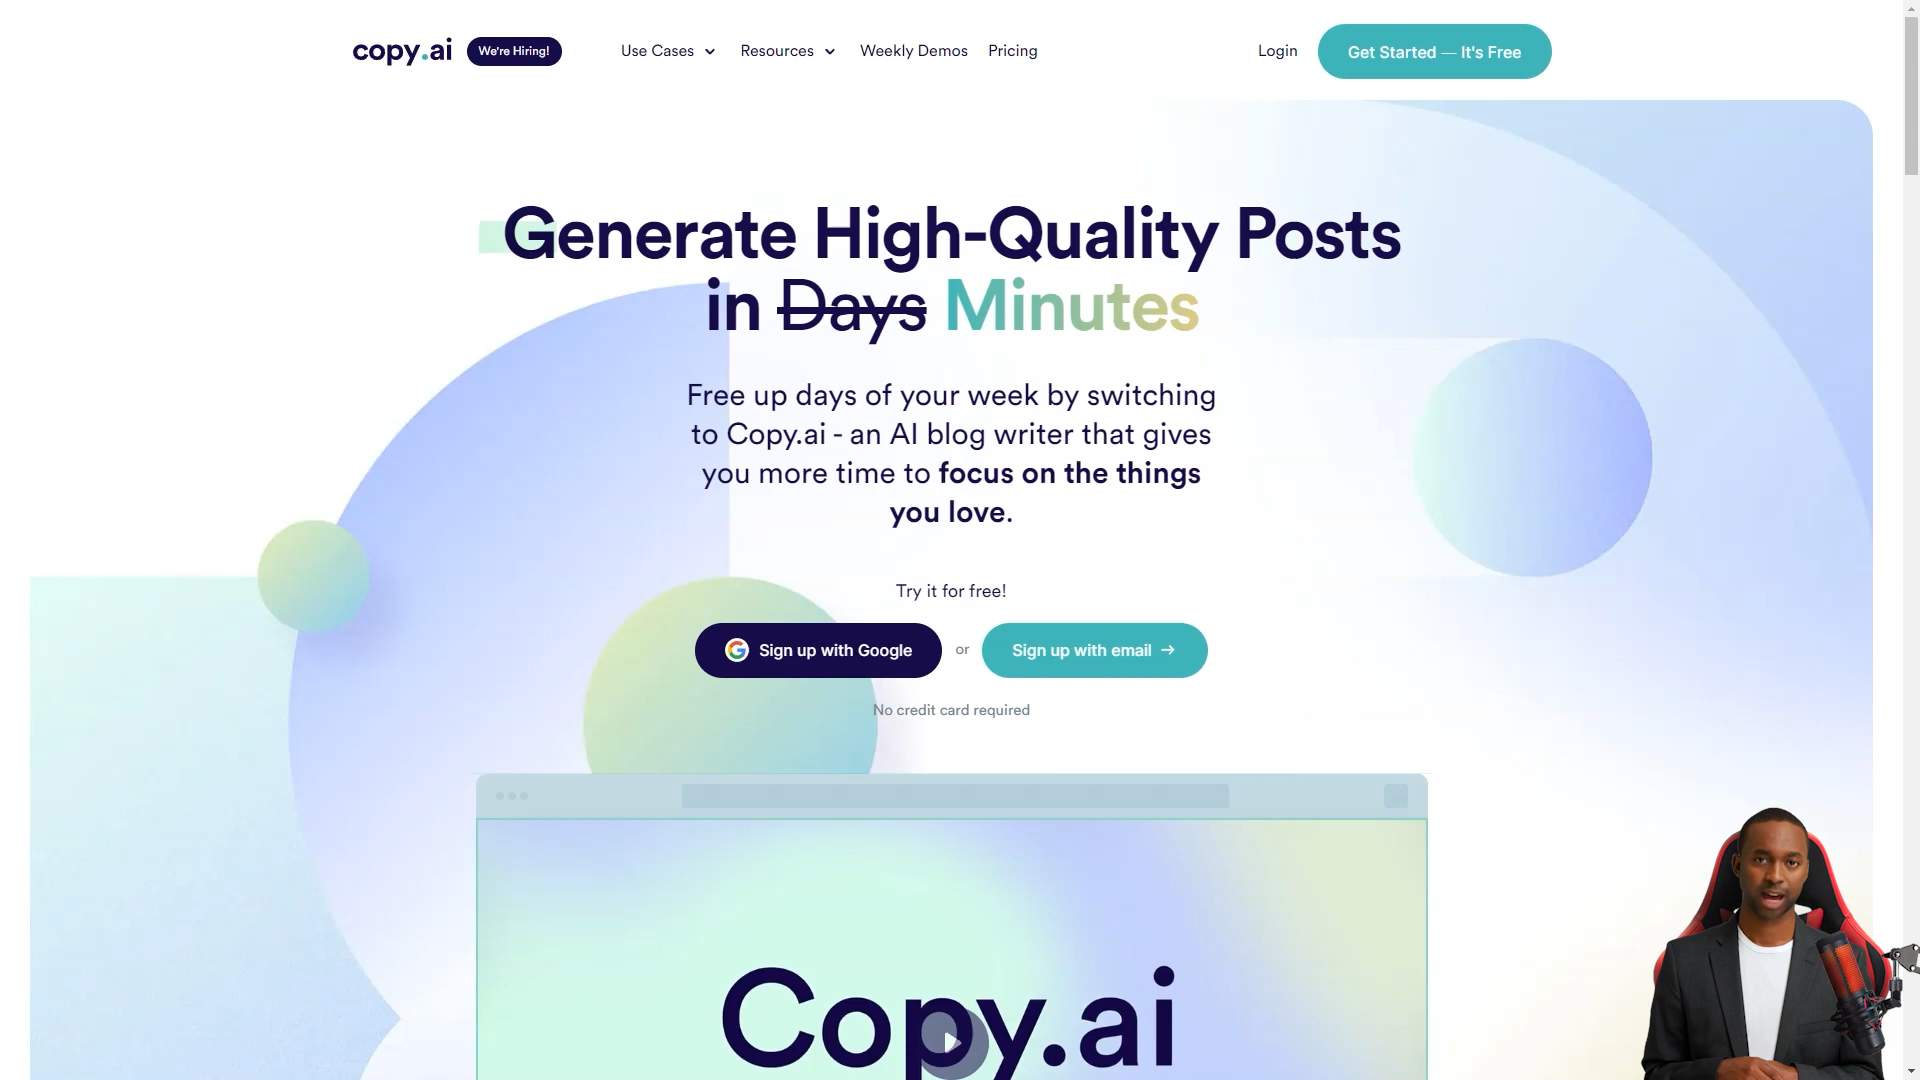 copy.ai We're Hiring! Use Cases Resources Weekly Demos Pricing Login Get Started — It's Free
Generate High-Quality Posts
in Days Minutes
Free up days of your week by switching
to Copy.ai - an AI blog writer that gives
you more time to focus on the things
you love.
Try it for free!
Sign up with Google or Sign up with email →
No credit card required
Copy.ai